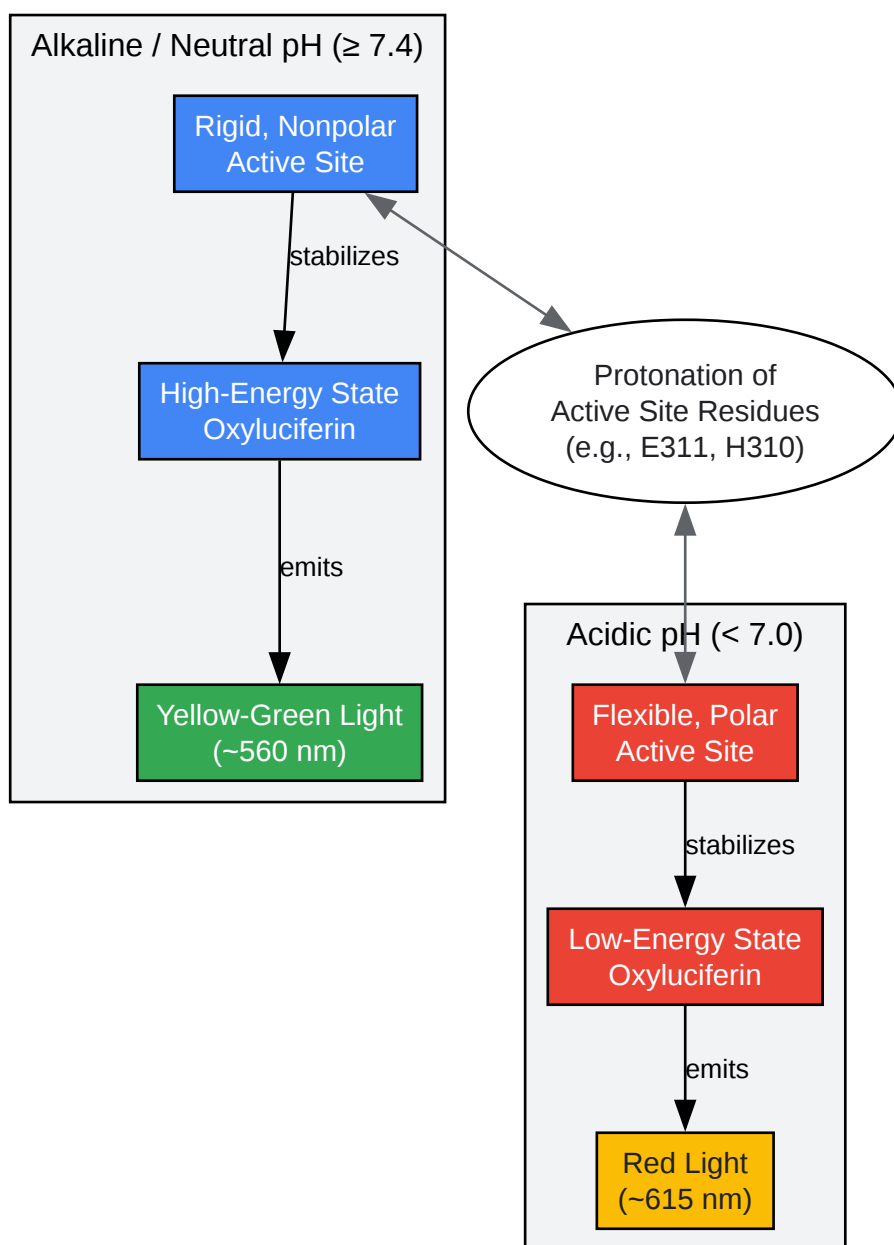 Alkaline / Neutral pH (≥ 7.4)
Rigid, Nonpolar
Active Site
stabilizes
High-Energy State
Oxyluciferin
emits
Yellow-Green Light
(~560 nm)
Protonation of
Active Site Residues
(e.g., E311, H310)
Acidic pH (< 7.0)
Flexible, Polar
Active Site
stabilizes
Low-Energy State
Oxyluciferin
emits
Red Light
(~615 nm)